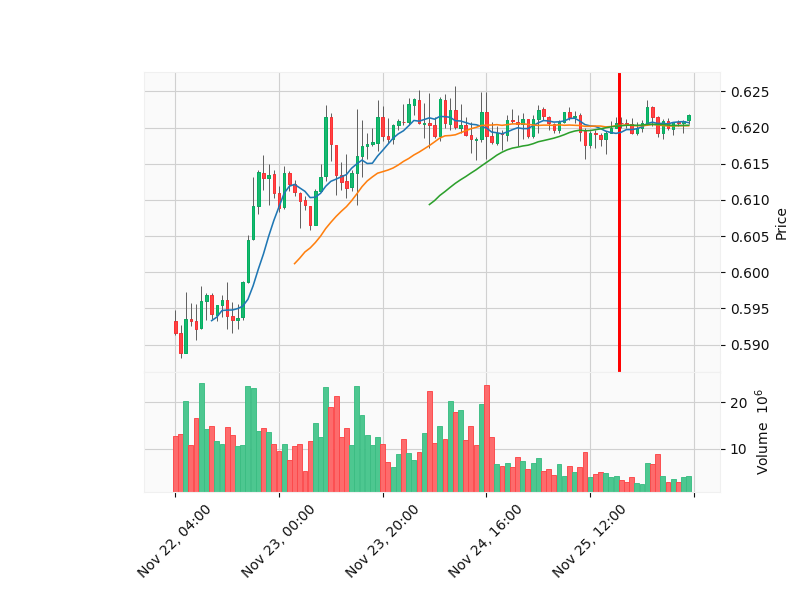 0.625
0.620
0.615
0.610
0.605
0.600
0.595
0.590
Price
20
10
Volume 10⁶
Nov 22, 04:00
Nov 23, 00:00
Nov 23, 20:00
Nov 24, 16:00
Nov 25, 12:00